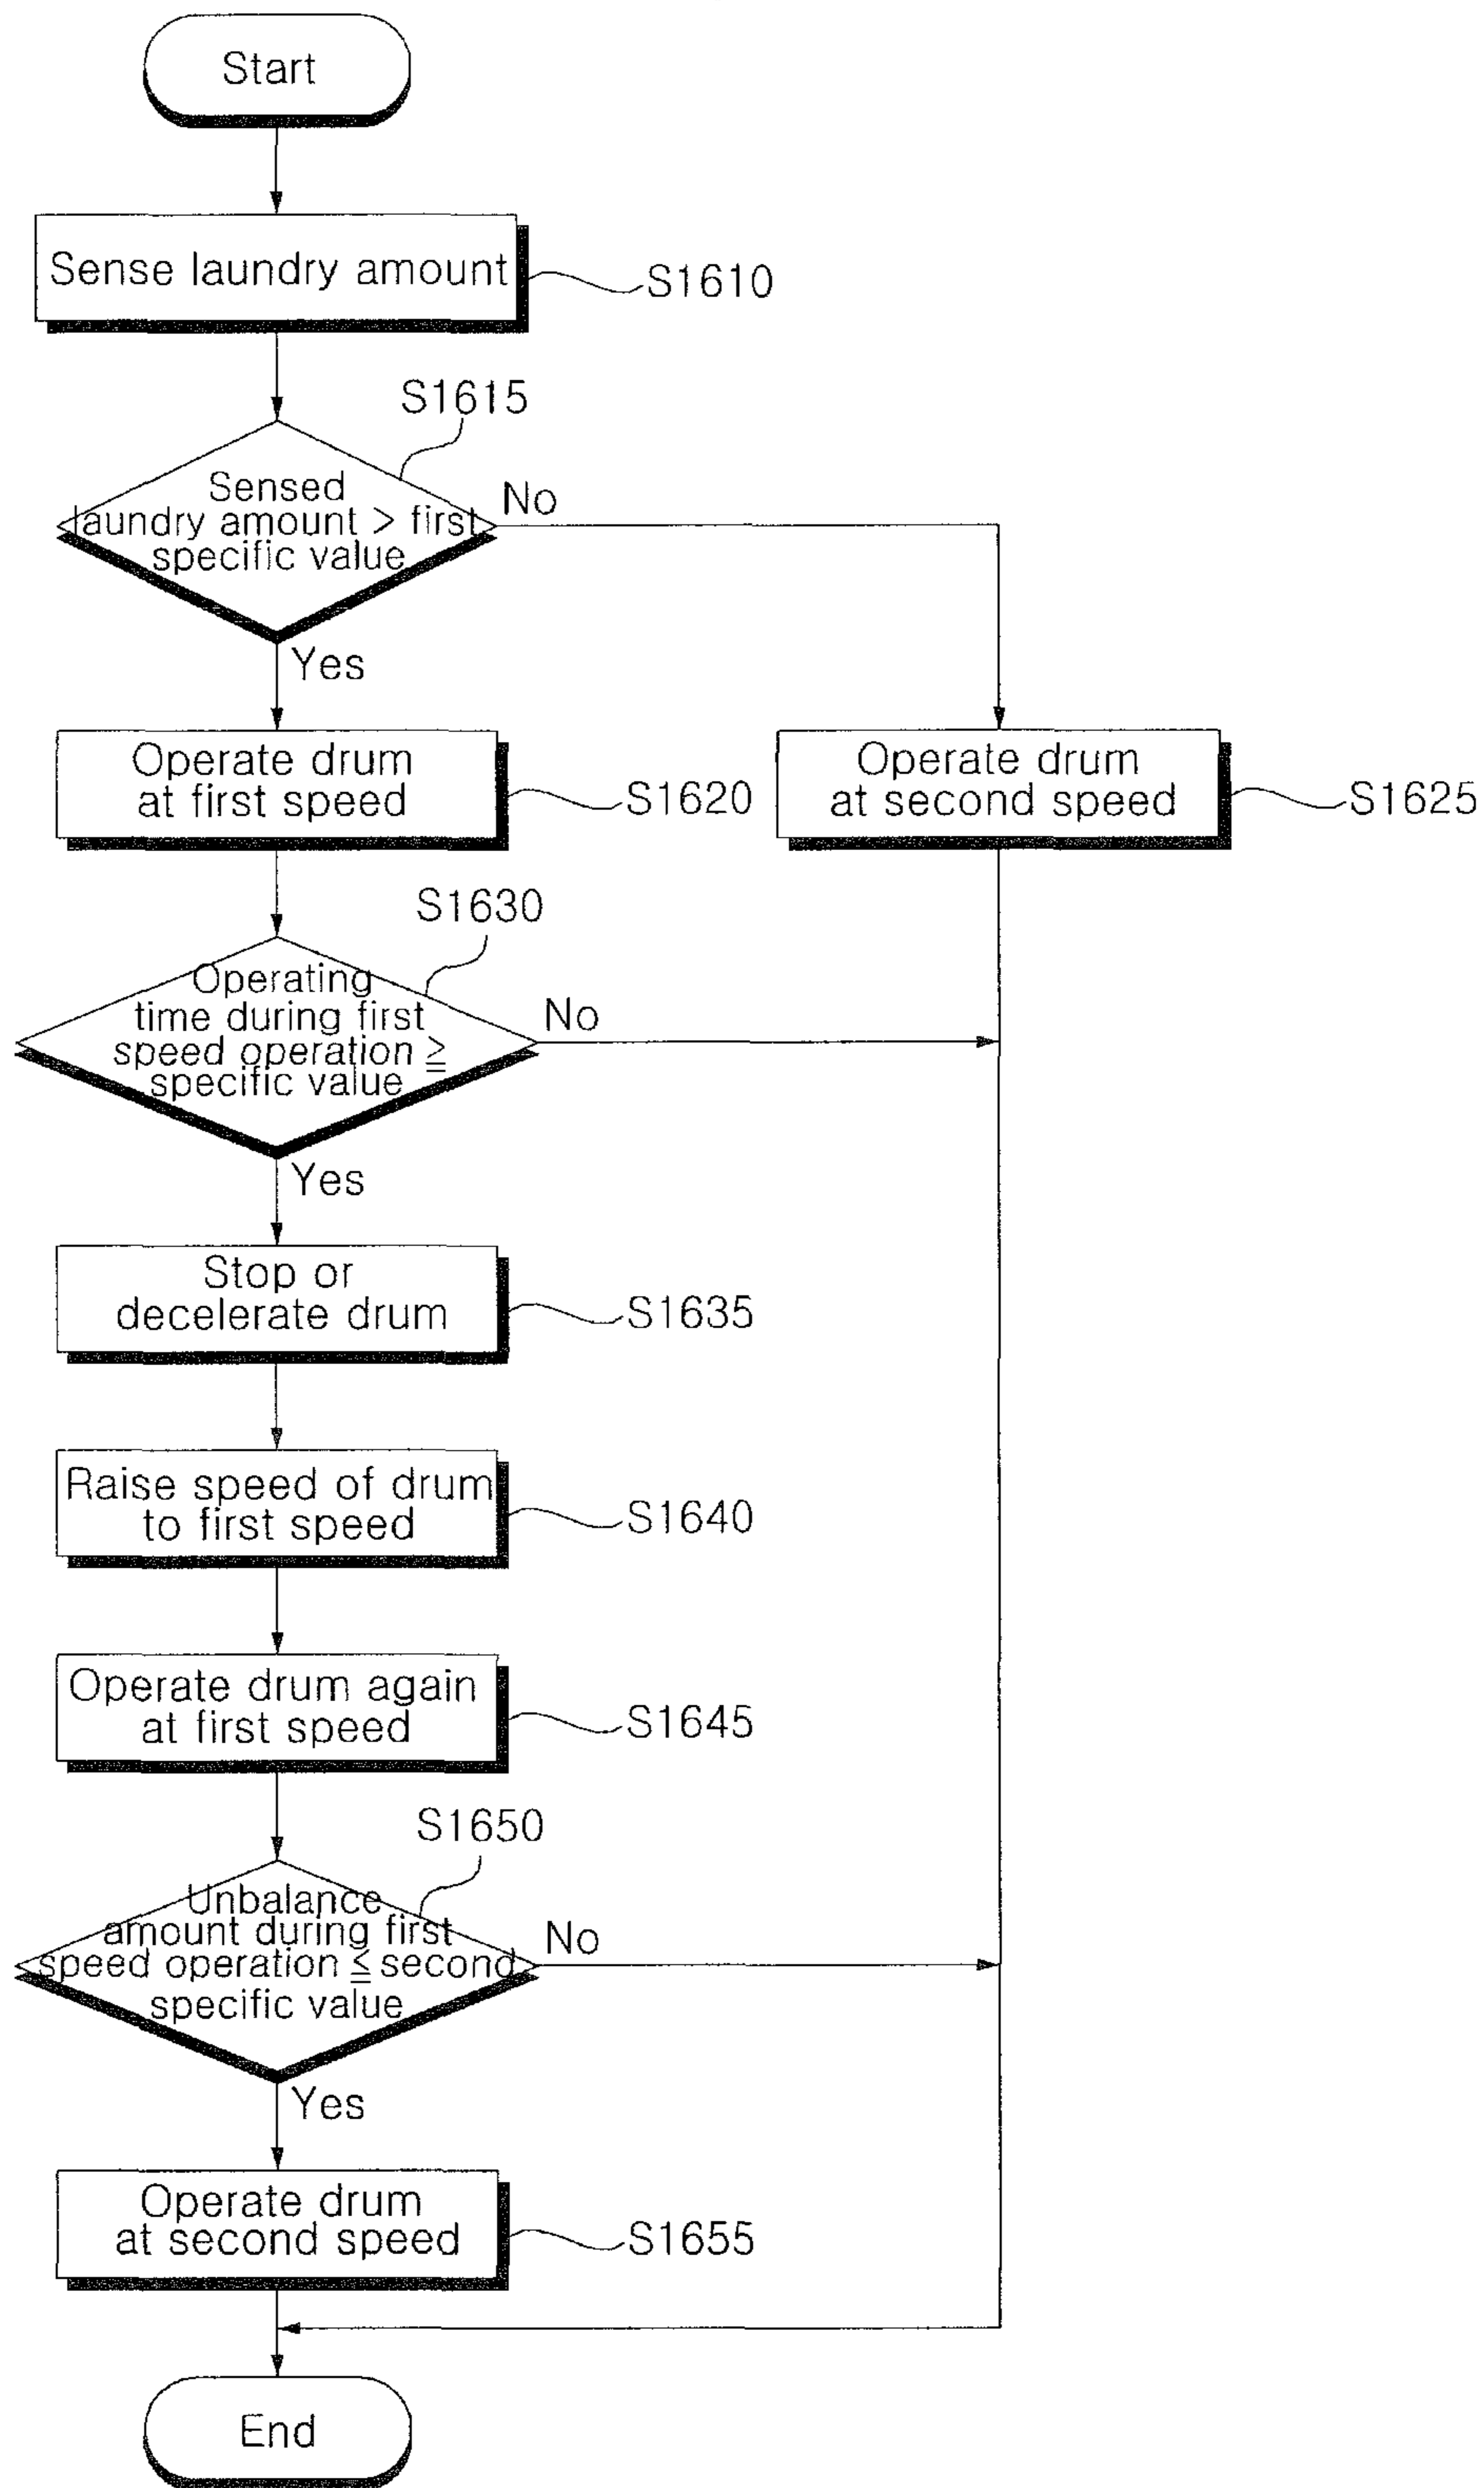 Start
Sense laundry amount
S1610
S1615
Sensed
laundry amount > first
specific value
No
Yes
Operate drum
at first speed
S1620
Operate drum
at second speed
S1625
S1630
Operating
time during first
speed operation ≧
specific value
No
Yes
Stop or
decelerate drum
S1635
Raise speed of drum
to first speed
S1640
Operate drum again
at first speed
S1645
S1650
Unbalance
amount during first
speed operation ≦ second
specific value
No
Yes
Operate drum
at second speed
S1655
End